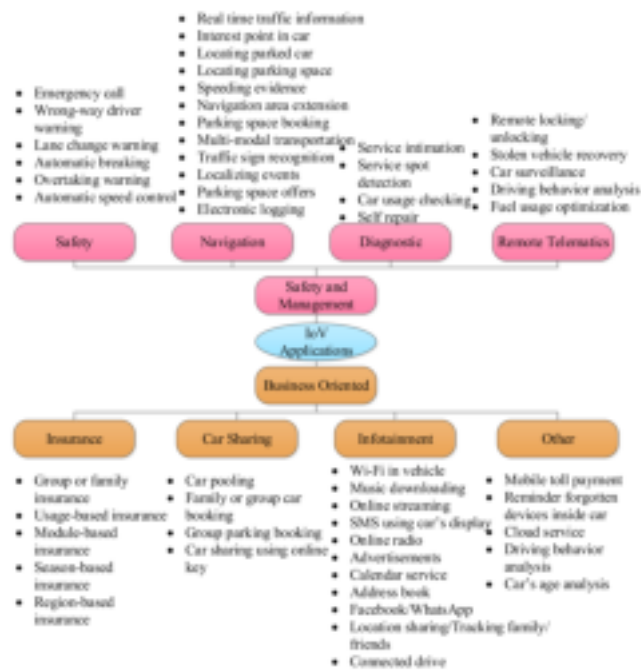 • Emergency call
• Wrong-way driver
warning
• Lane change warning
• Automatic breaking
• Overtaking warning
• Automatic speed control
• Real time traffic information
• Interest point in car
• Locating parked car
• Locating parking space
• Speeding evidence
• Navigation area extension
• Parking space booking
• Multi-modal transportation
• Traffic sign recognition
• Localizing events
• Parking space offers
• Electronic logging
• Service intimation
• Service spot
detection
• Car usage checking
• Self repair
• Remote locking/
unlocking
• Stolen vehicle recovery
• Car surveillance
• Driving behavior analysis
• Fuel usage optimization
Safety
Navigation
Diagnostic
Remote Telematics
Safety and
Management
IoV
Applications
Business Oriented
Insurance
Car Sharing
Infotainment
Other
• Group or family
insurance
• Usage-based insurance
• Module-based
insurance
• Season-based
insurance
• Region-based
insurance
• Car pooling
• Family or group car
booking
• Group parking booking
• Car sharing using online
key
• Wi-Fi in vehicle
• Music downloading
• Online streaming
• SMS using car's display
• Online radio
• Advertisements
• Calendar service
• Address book
• Facebook/WhatsApp
• Location sharing/Tracking family/
friends
• Connected drive
• Mobile toll payment
• Reminder forgotten
devices inside car
• Cloud service
• Driving behavior
analysis
• Car's age analysis